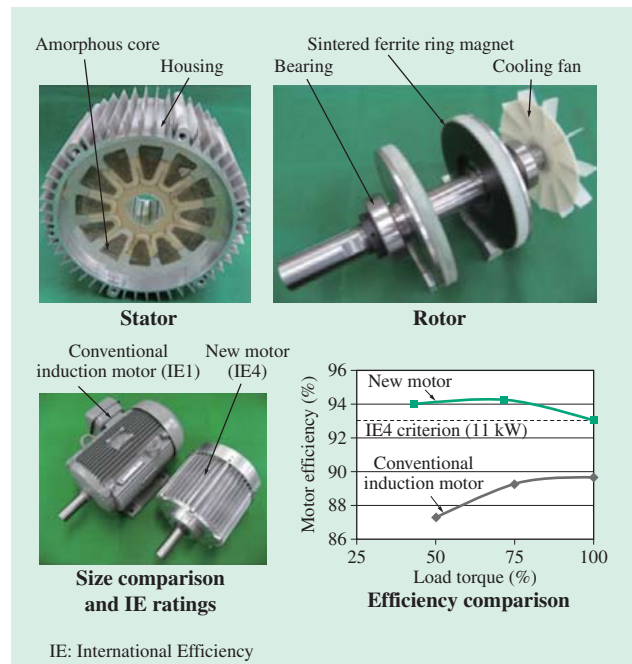 Amorphous core
Housing
Sintered ferrite ring magnet
Bearing
Cooling fan
Stator
Rotor
Conventional
induction motor (IE1)
New motor
(IE4)
Size comparison
and IE ratings
Motor efficiency (%)
96
94
92
90
88
86
New motor
IE4 criterion (11 kW)
Conventional
induction motor
25
50
75
100
Load torque (%)
Efficiency comparison
IE: International Efficiency